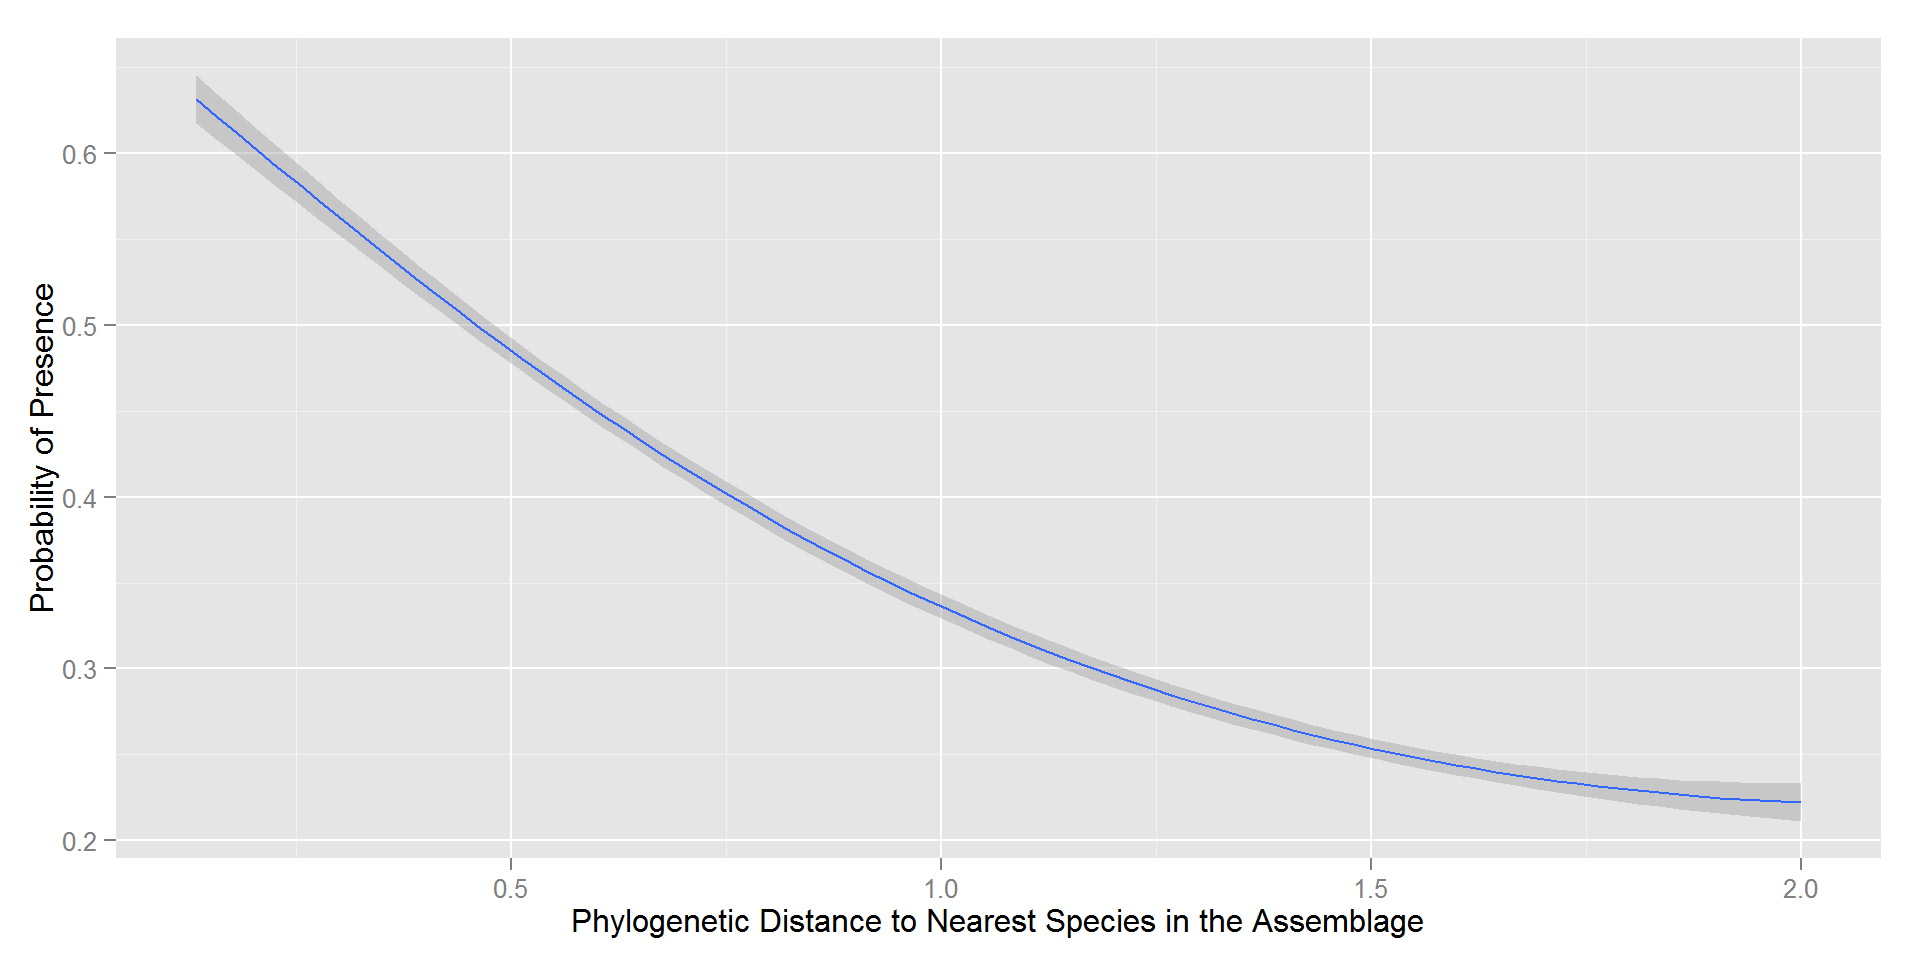 Probability of Presence
0.6
0.5
0.4
0.3
0.2
0.5 1.0 1.5 2.0
Phylogenetic Distance to Nearest Species in the Assemblage